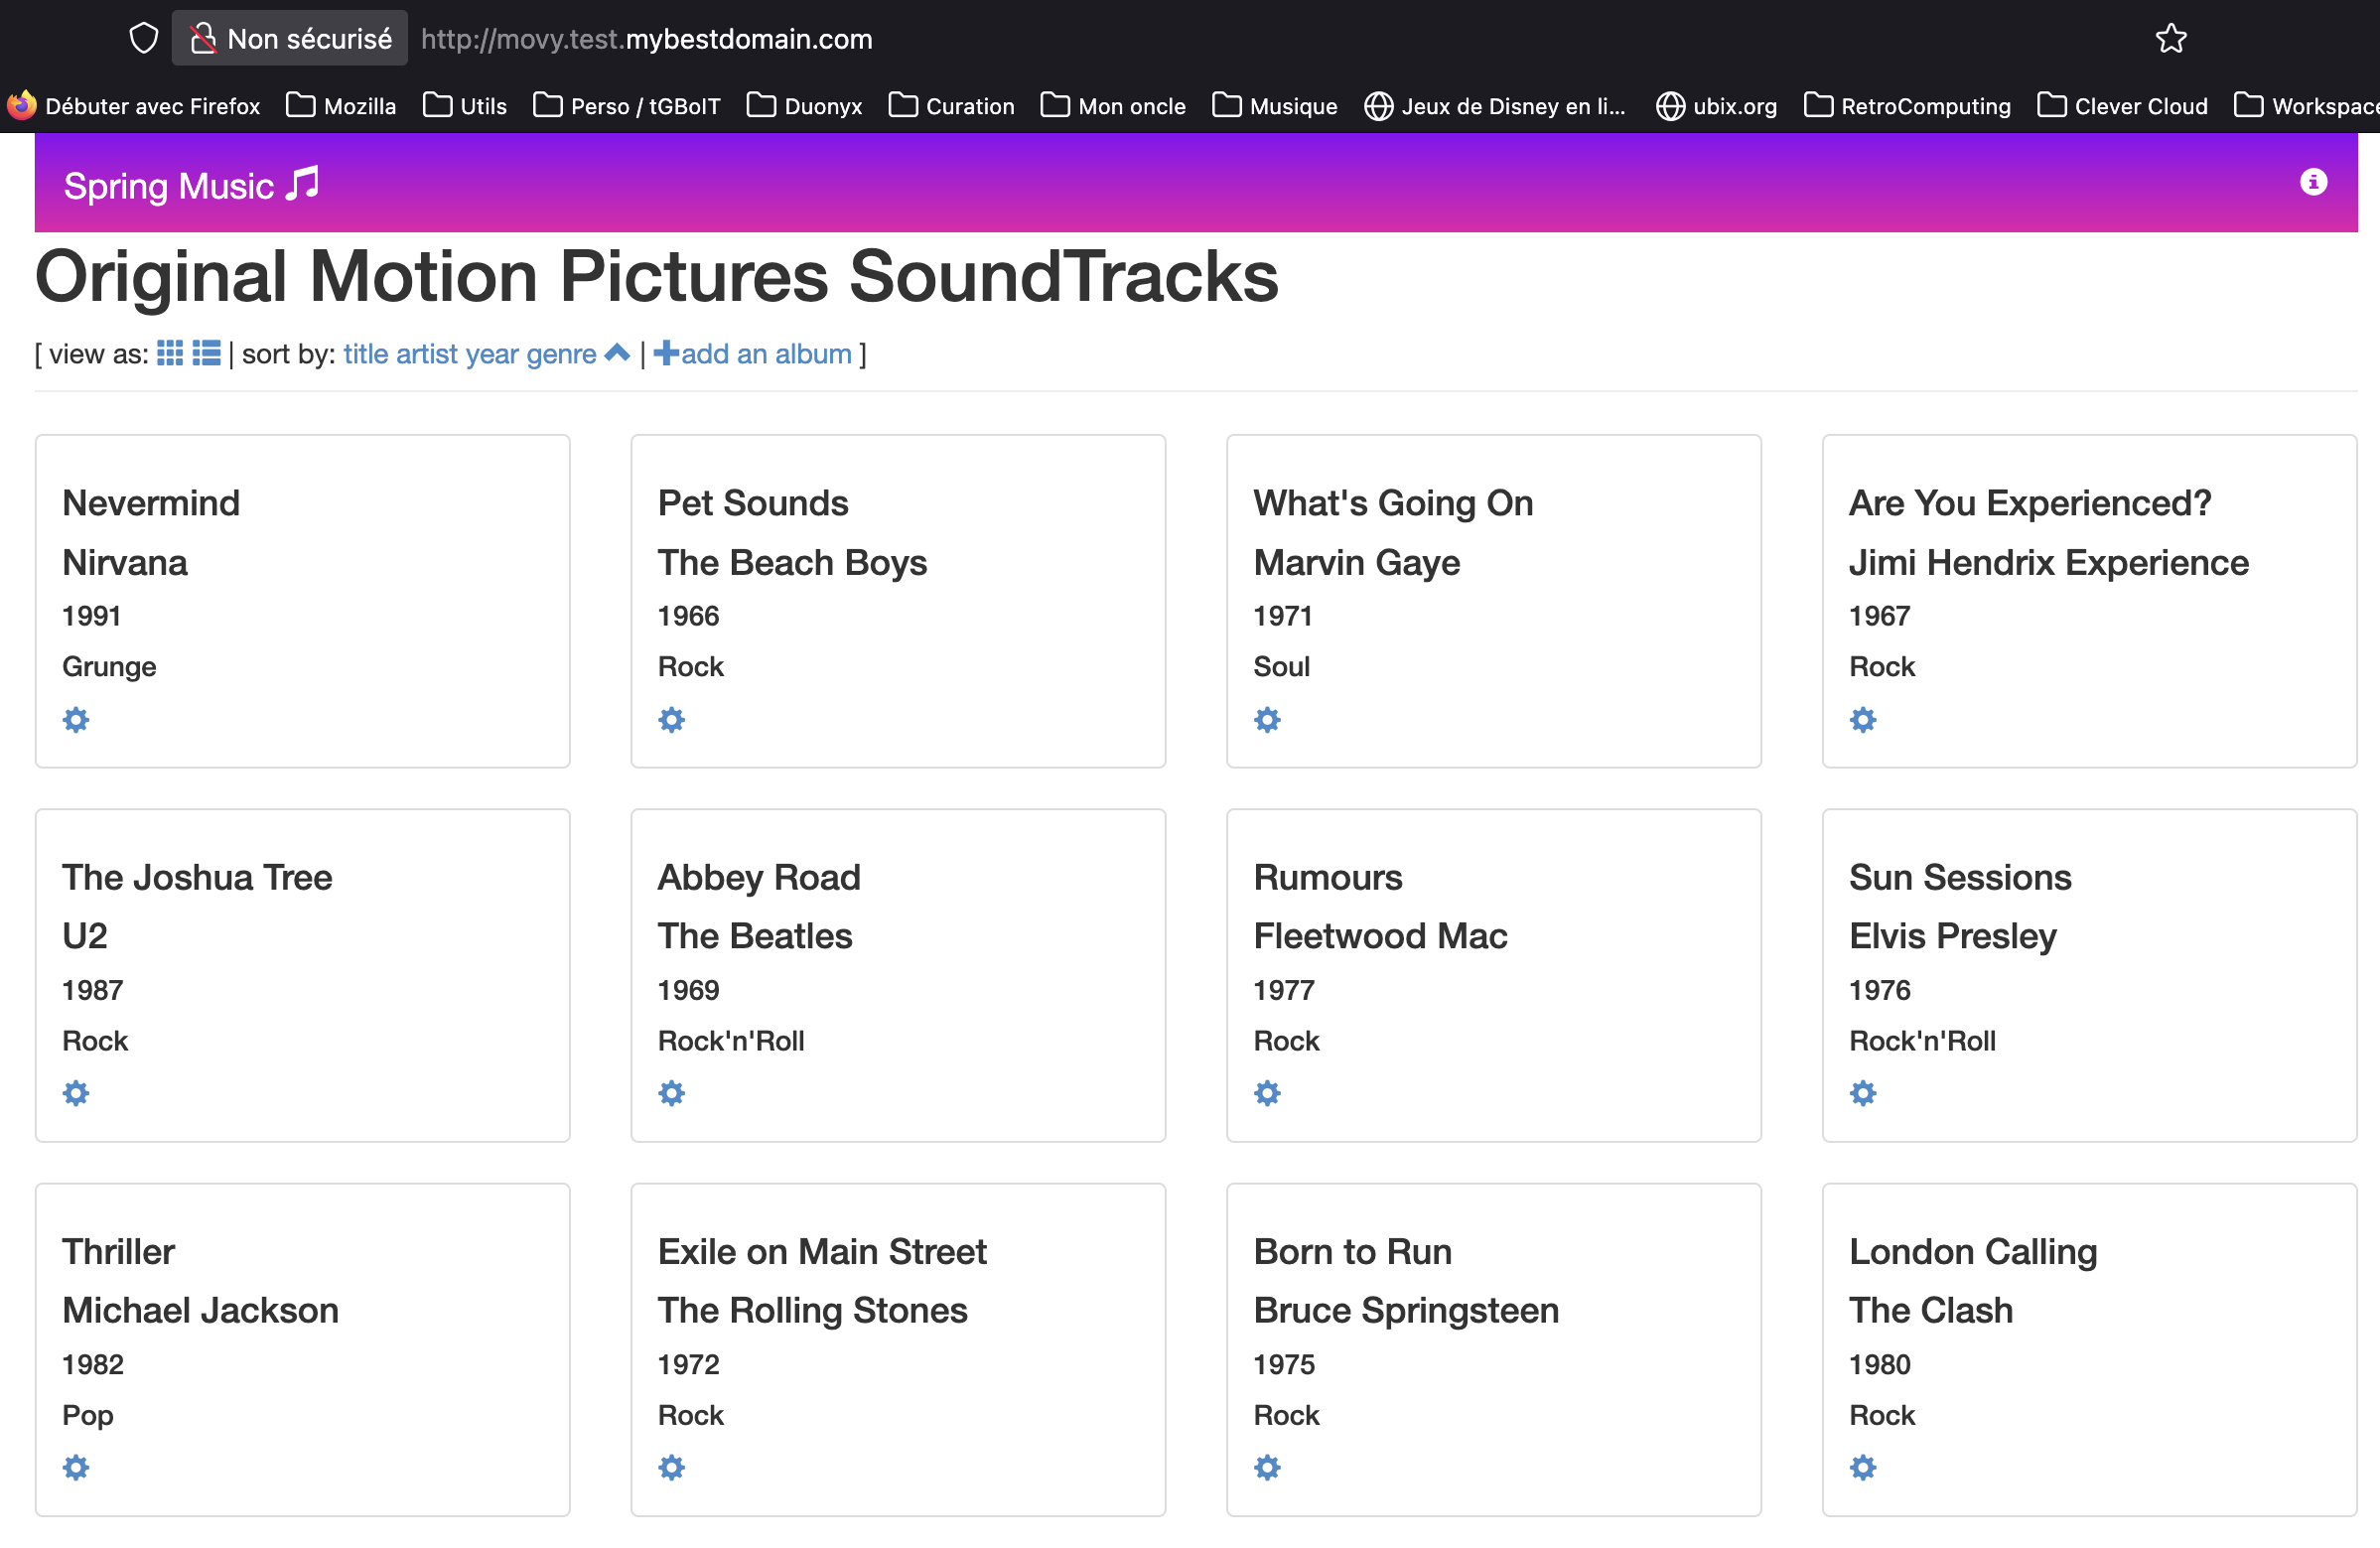 Non sécurisé http://movy.test.mybestdomain.com
Débuter avec Firefox Mozilla Utils Perso / tGBoIT Duonyx Curation Mon oncle Musique Jeux de Disney en li... ubix.org RetroComputing Clever Cloud Workspace
Spring Music
Original Motion Pictures SoundTracks
[ view as: | sort by: title artist year genre | add an album ]
Nevermind
Nirvana
1991
Grunge
Pet Sounds
The Beach Boys
1966
Rock
What's Going On
Marvin Gaye
1971
Soul
Are You Experienced?
Jimi Hendrix Experience
1967
Rock
The Joshua Tree
U2
1987
Rock
Abbey Road
The Beatles
1969
Rock'n'Roll
Rumours
Fleetwood Mac
1977
Rock
Sun Sessions
Elvis Presley
1976
Rock'n'Roll
Thriller
Michael Jackson
1982
Pop
Exile on Main Street
The Rolling Stones
1972
Rock
Born to Run
Bruce Springsteen
1975
Rock
London Calling
The Clash
1980
Rock